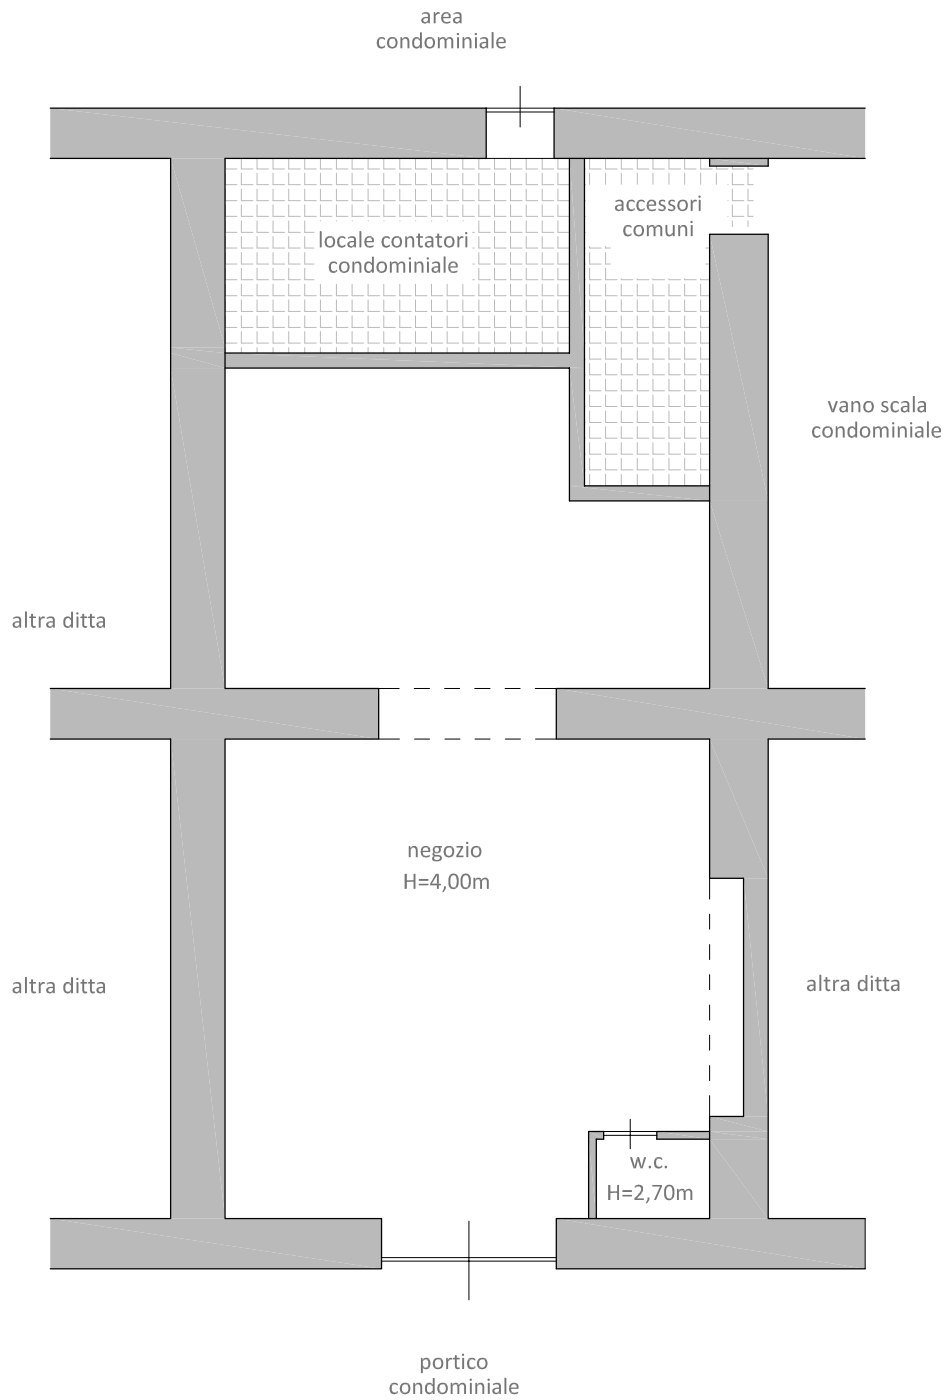 area
condominiale
accessori
comuni
locale contatori
condominiale
vano scala
condominiale
altra ditta
negozio
H=4,00m
altra ditta
altra ditta
w.c.
H=2,70m
portico
condominiale